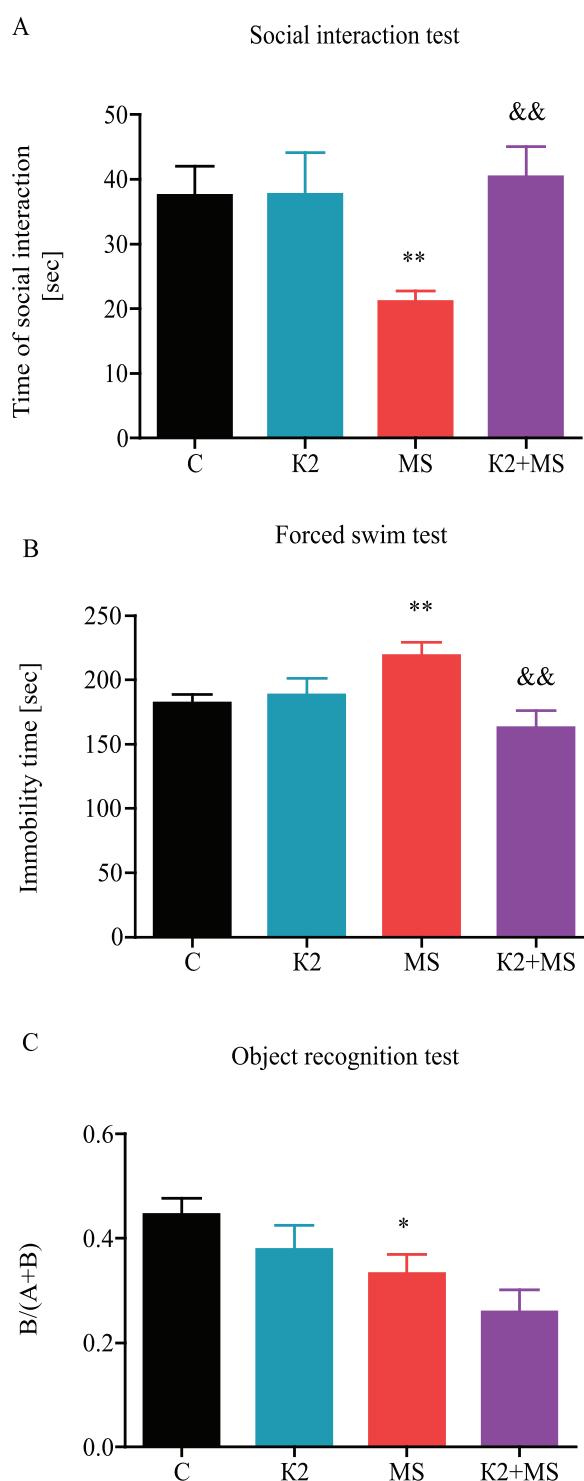 A
Social interaction test
Time of social interaction
[sec]
50
40
30
20
10
0
**
&&
C
K2
MS
K2+MS
B
Forced swim test
Immobility time [sec]
250
200
150
100
50
0
**
&&
C
K2
MS
K2+MS
C
Object recognition test
B/(A+B)
0.6
0.4
0.2
0.0
*
C
K2
MS
K2+MS